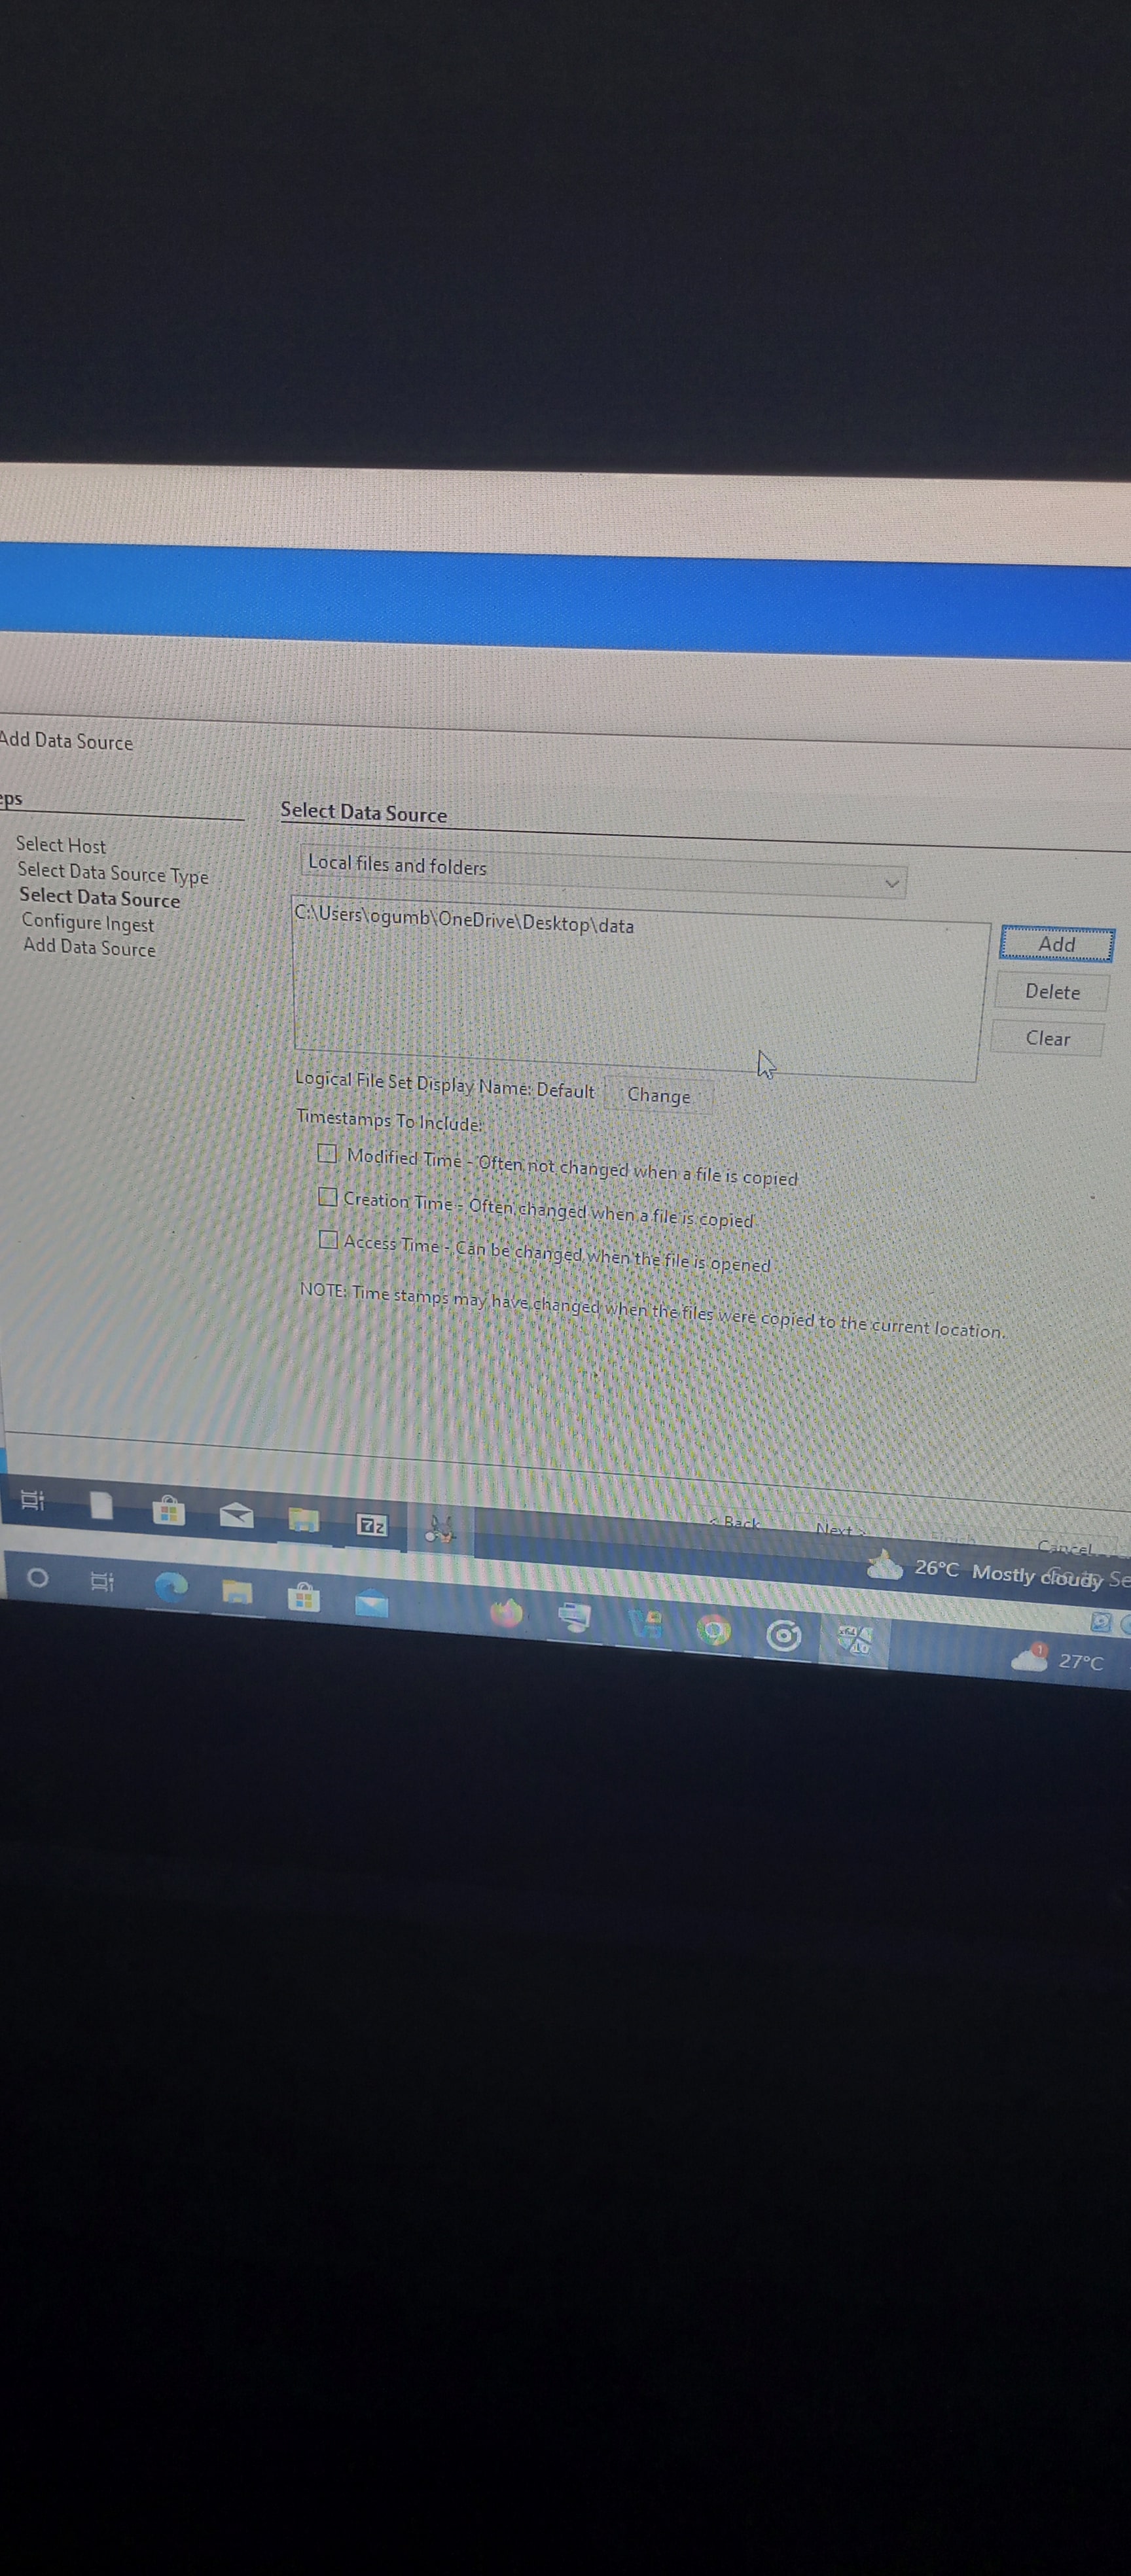 Add Data Source
eps
Select Host
Select Data Source Type
Select Data Source
Configure Ingest
Add Data Source
Select Data Source
Local files and folders
C:\Users\ogumb\OneDrive\Desktop\data
Add
Delete
Clear
Logical File Set Display Name: Default Change
Timestamps To Include:
Modified Time - Often not changed when a file is copied
Creation Time - Often changed when a file is copied
Access Time - Can be changed when the file is opened
NOTE: Time stamps may have changed when the files were copied to the current location.
< Back Next > Finish Cancel
7z
26°C Mostly cloudy
x64
10
1
27°C